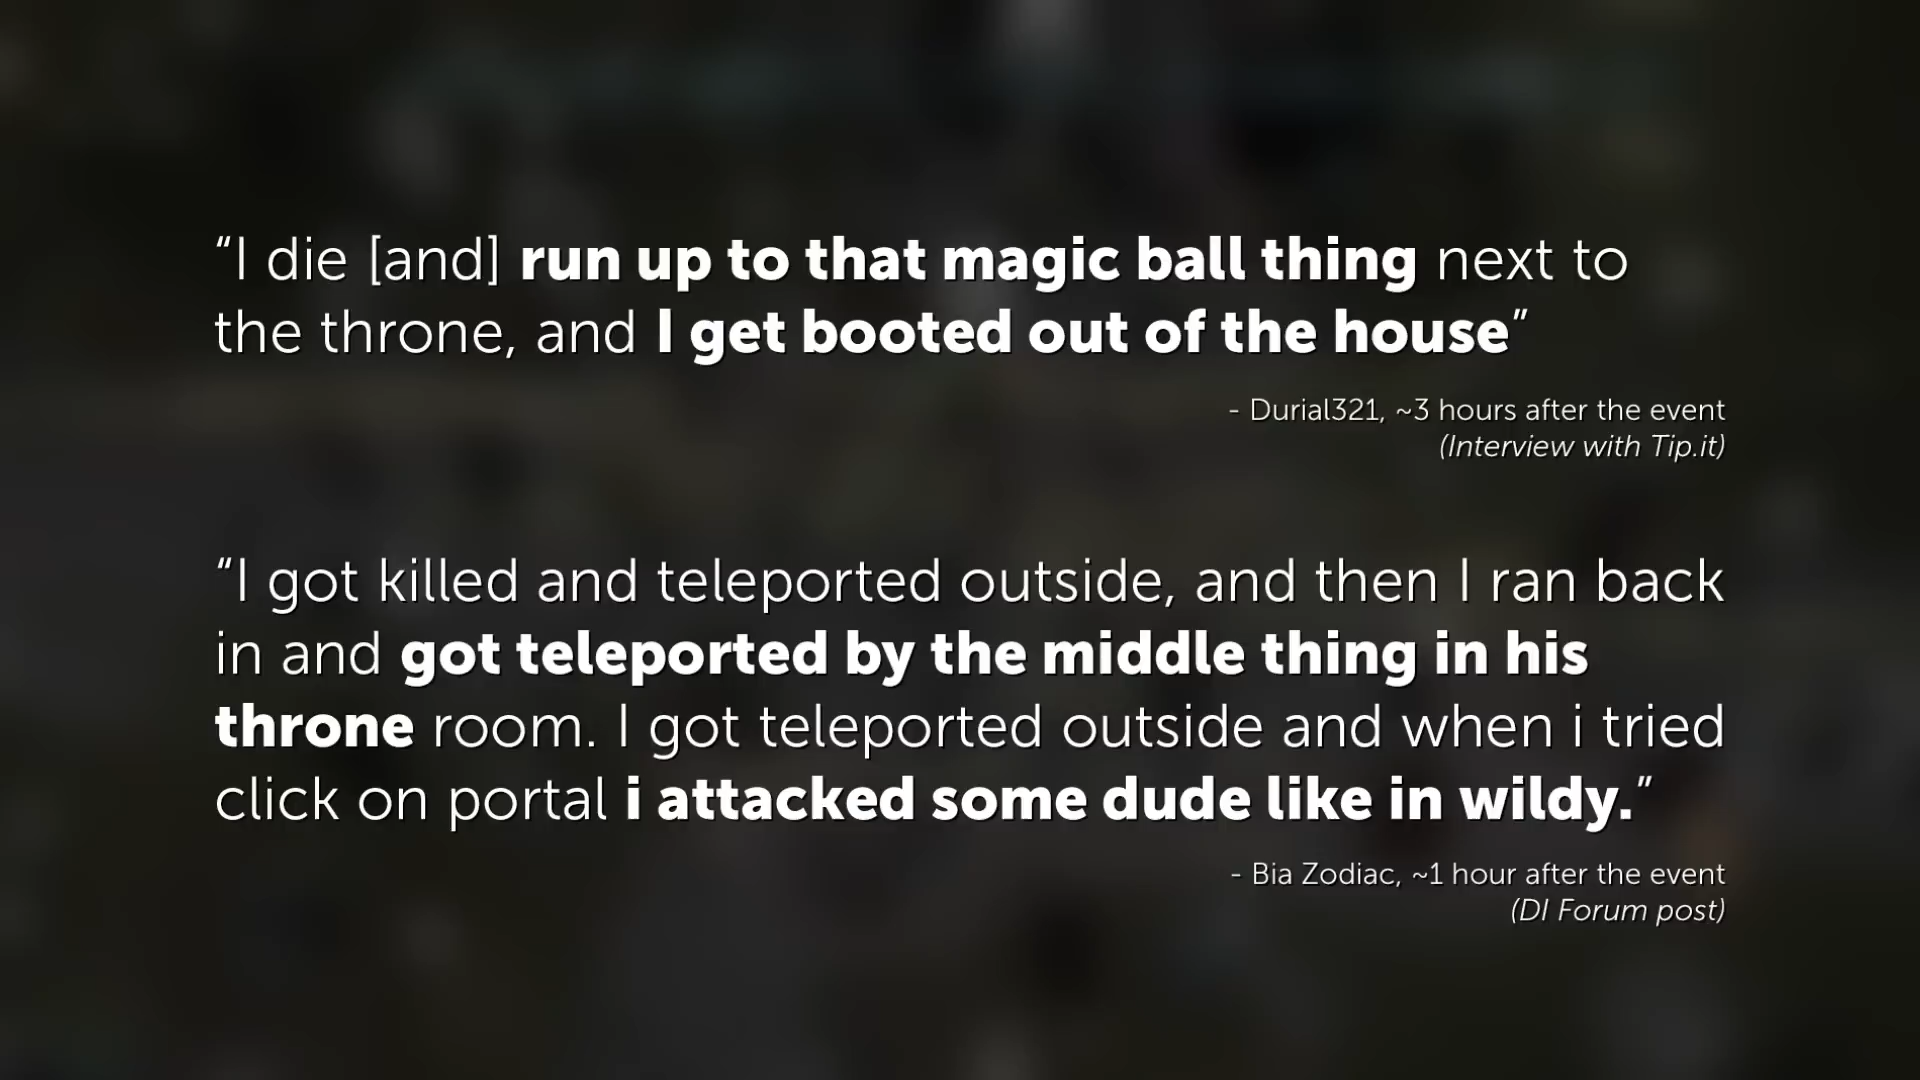 “I die [and] run up to that magic ball thing next to
the throne, and I get booted out of the house”
- Durial321, ~3 hours after the event
(Interview with Tip.it)
“I got killed and teleported outside, and then I ran back
in and got teleported by the middle thing in his
throne room. I got teleported outside and when i tried
click on portal i attacked some dude like in wildy.”
- Bia Zodiac, ~1 hour after the event
(DI Forum post)